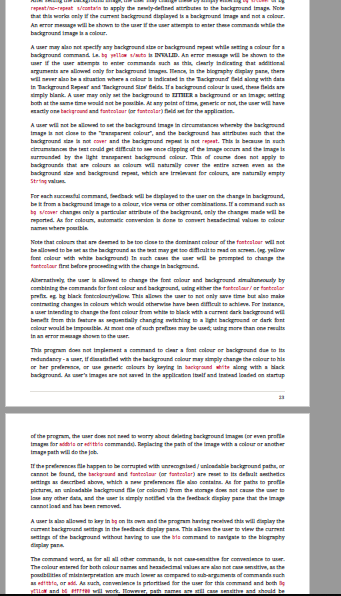 After setting the background image, the user may change these by simply entering bg s/cover or bg
repeat/no-repeat s/contain to apply the newly-defined attributes to the background image. Note
that this works only if the current background displayed is a background image and not a colour.
An error message will be shown to the user if the user attempts to enter these commands while the
background image is a colour.
A user may also not specify any background size or background repeat while setting a colour for a
background command. i.e. bg yellow s/auto is INVALID. An error message will be shown to the
user if the user attempts to enter commands such as this, clearly indicating that additional
arguments are allowed only for background images. Hence, in the biography display pane, there
will never also be a situation where a colour is indicated in the 'Background' field along with data
in 'Background Repeat' and 'Background Size' fields. If a background colour is used, these fields are
simply blank. A user may only set the background to EITHER a background or an image; setting
both at the same time would not be possible. At any point of time, generic or not, the user will have
exactly one background and fontcolour (or fontcolor) field set for the application.
A user will not be allowed to set the background image in circumstances whereby the background
image is not close to the "transparent colour", and the background has attributes such that the
background size is not cover and the background repeat is not repeat. This is because in such
circumstances the text could get difficult to see once clipping of the image occurs and the image is
surrounded by the light transparent background colour. This of course does not apply to
backgrounds that are colours as colours will naturally cover the entire screen even as the
background size and background repeat, which are irrelevant for colours, are naturally empty
String values.
For each successful command, feedback will be displayed to the user on the change in background,
be it from a background image to a colour, vice versa or other combinations. If a command such as
bg s/cover changes only a particular attribute of the background, only the changes made will be
reported. As for colours, automatic conversion is done to convert hexadecimal values to colour
names where possible.
Note that colours that are deemed to be too close to the dominant colour of the fontcolour will not
be allowed to be set as the background as the text may get too difficult to read on screen. (eg. yellow
font colour with white background) In such cases the user will be prompted to change the
fontcolour first before proceeding with the change in background.
Alternatively, the user is allowed to change the font colour and background simultaneously by
combining the commands for font colour and background, using either the fontcolour/ or fontcolor
prefix. eg. bg black fontcolour/yellow. This allows the user to not only save time but also make
contrasting changes in colours which would otherwise have been difficult to achieve. For instance,
a user intending to change the font colour from white to black with a current dark background will
benefit from this feature as sequentially changing switching to a light background or dark font
colour would be impossible. At most one of such prefixes may be used; using more than one results
in an error message shown to the user.
This program does not implement a command to clear a font colour or background due to its
redundancy - a user, if dissatisfied with the background colour may simply change the colour to his
or her preference, or use generic colours by keying in background white along with a black
background. As user's images are not saved in the application itself and instead loaded on startup
23
of the program, the user does not need to worry about deleting background images (or even profile
images for addbio or editbio commands). Replacing the path of the image with a colour or another
image path will do the job.
If the preferences file happen to be corrupted with unrecognised / unloadable background paths, or
cannot be found, the background and fontcolour (or fontcolor) are reset to its default aesthetics
settings as described above, which a new preferences file also contains. As for paths to profile
pictures, an unloadable background file (or colours) from the storage does not cause the user to
lose any other data, and the user is simply notified via the feedback display pane that the image
cannot load and has been removed.
A user is also allowed to key in bg on its own and the program having received this will display the
current background settings in the feedback display pane. This allows the user to view the current
settings of the background without having to use the bio command to navigate to the biography
display pane.
The command word, as for all all other commands, is not case-sensitive for convenience to user.
The colour entered for both colour names and hexadecimal values are also not case sensitive, as the
possibilities of misinterpretation are much lower as compared to sub-arguments of commands such
as editbio, or add. As such, convenience is prioritised for the user for this command and both Bg
yElloW and bG #fFff00 will work. However, path names are still case sensitive and should be